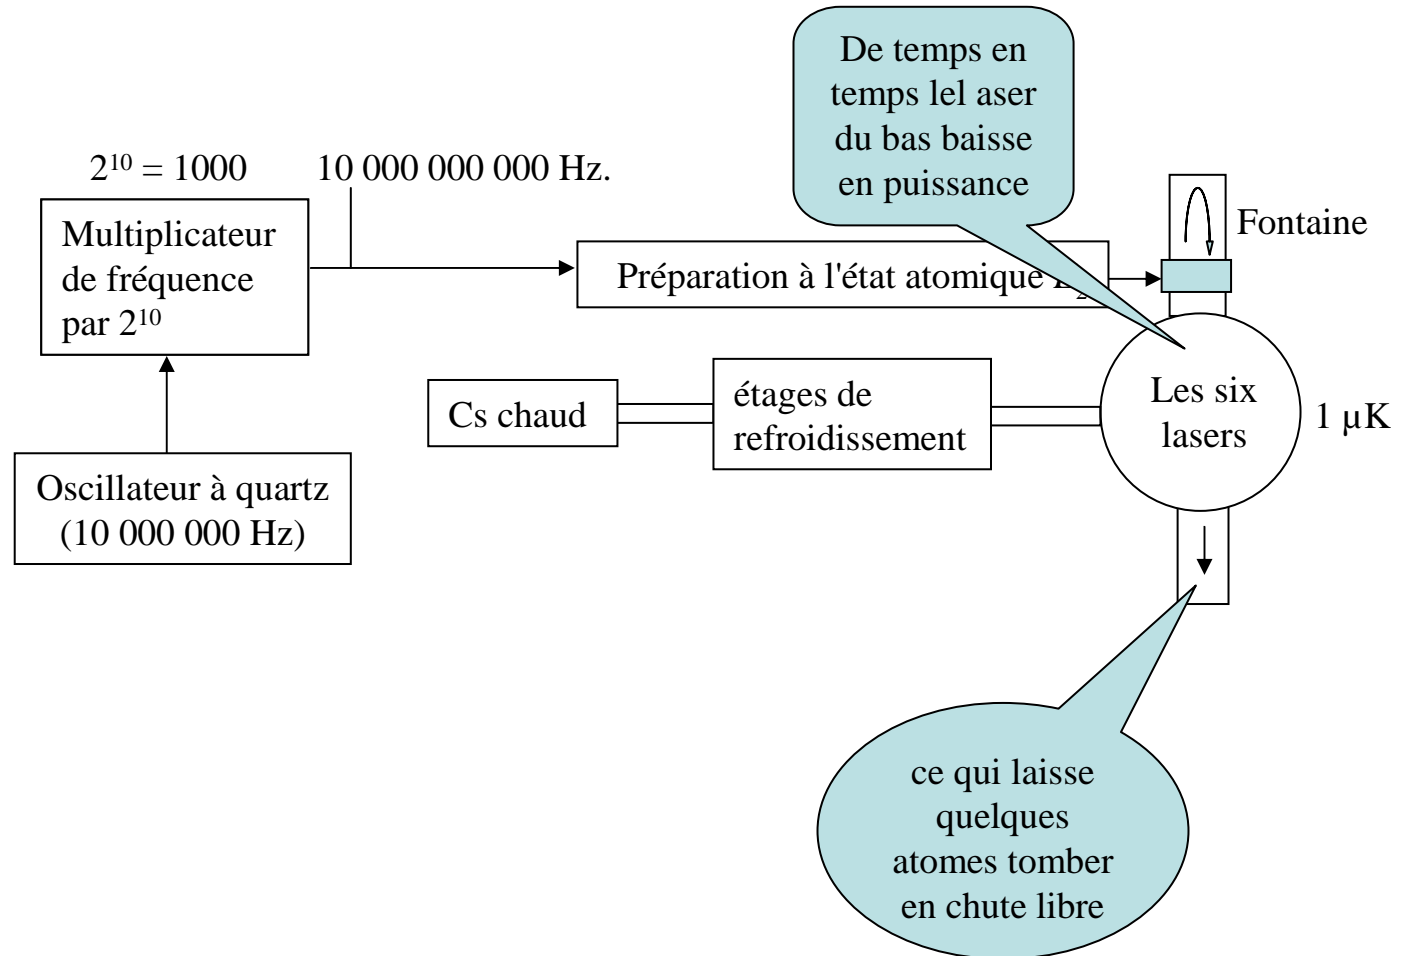 De temps en
temps lel aser
du bas baisse
en puissance
2¹⁰ = 1000
10 000 000 000 Hz.
Multiplicateur
de fréquence
par 2¹⁰
Préparation à l'état atomique
Fontaine
Cs chaud
étages de
refroidissement
Les six
lasers
1 µK
Oscillateur à quartz
(10 000 000 Hz)
ce qui laisse
quelques
atomes tomber
en chute libre